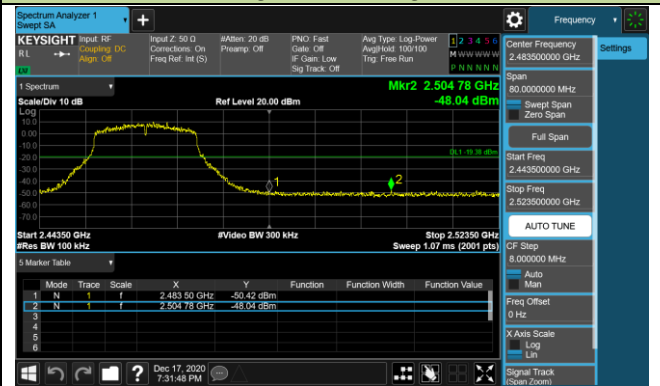 Spectrum Analyzer 1
Swept SA
+
Frequency
KEYSIGHT
RL
Input: RF
Coupling: DC
Align: Off
Input Z: 50 Ω
Corrections: On
Freq Ref: Int (S)
#Atten: 20 dB
Preamp: Off
PNO: Fast
Gate: Off
IF Gain: Low
Sig Track: Off
Avg Type: Log-Power
Avg|Hold: 100/100
Trig: Free Run
1 2 3 4 5 6
M W W W W W
P N N N N N
1 Spectrum
Scale/Div 10 dB
Ref Level 20.00 dBm
Mkr2 2.504 78 GHz
-48.04 dBm
Log
10.0
0.00
-10.0
-20.0
-30.0
-40.0
-50.0
-60.0
-70.0
DL1 -19.38 dBm
1
2
Start 2.44350 GHz
#Video BW 300 kHz
Stop 2.52350 GHz
#Res BW 100 kHz
Sweep 1.07 ms (2001 pts)
5 Marker Table
Mode Trace Scale X Y Function Function Width Function Value
1 N 1 f 2.483 50 GHz -50.42 dBm
2 N 1 f 2.504 78 GHz -48.04 dBm
3
4
5
6
?
Dec 17, 2020
7:31:48 PM
Center Frequency
2.483500000 GHz
Settings
Span
80.0000000 MHz
Swept Span
Zero Span
Full Span
Start Freq
2.443500000 GHz
Stop Freq
2.523500000 GHz
AUTO TUNE
CF Step
8.000000 MHz
Auto
Man
Freq Offset
0 Hz
X Axis Scale
Log
Lin
Signal Track
(Span Zoom)